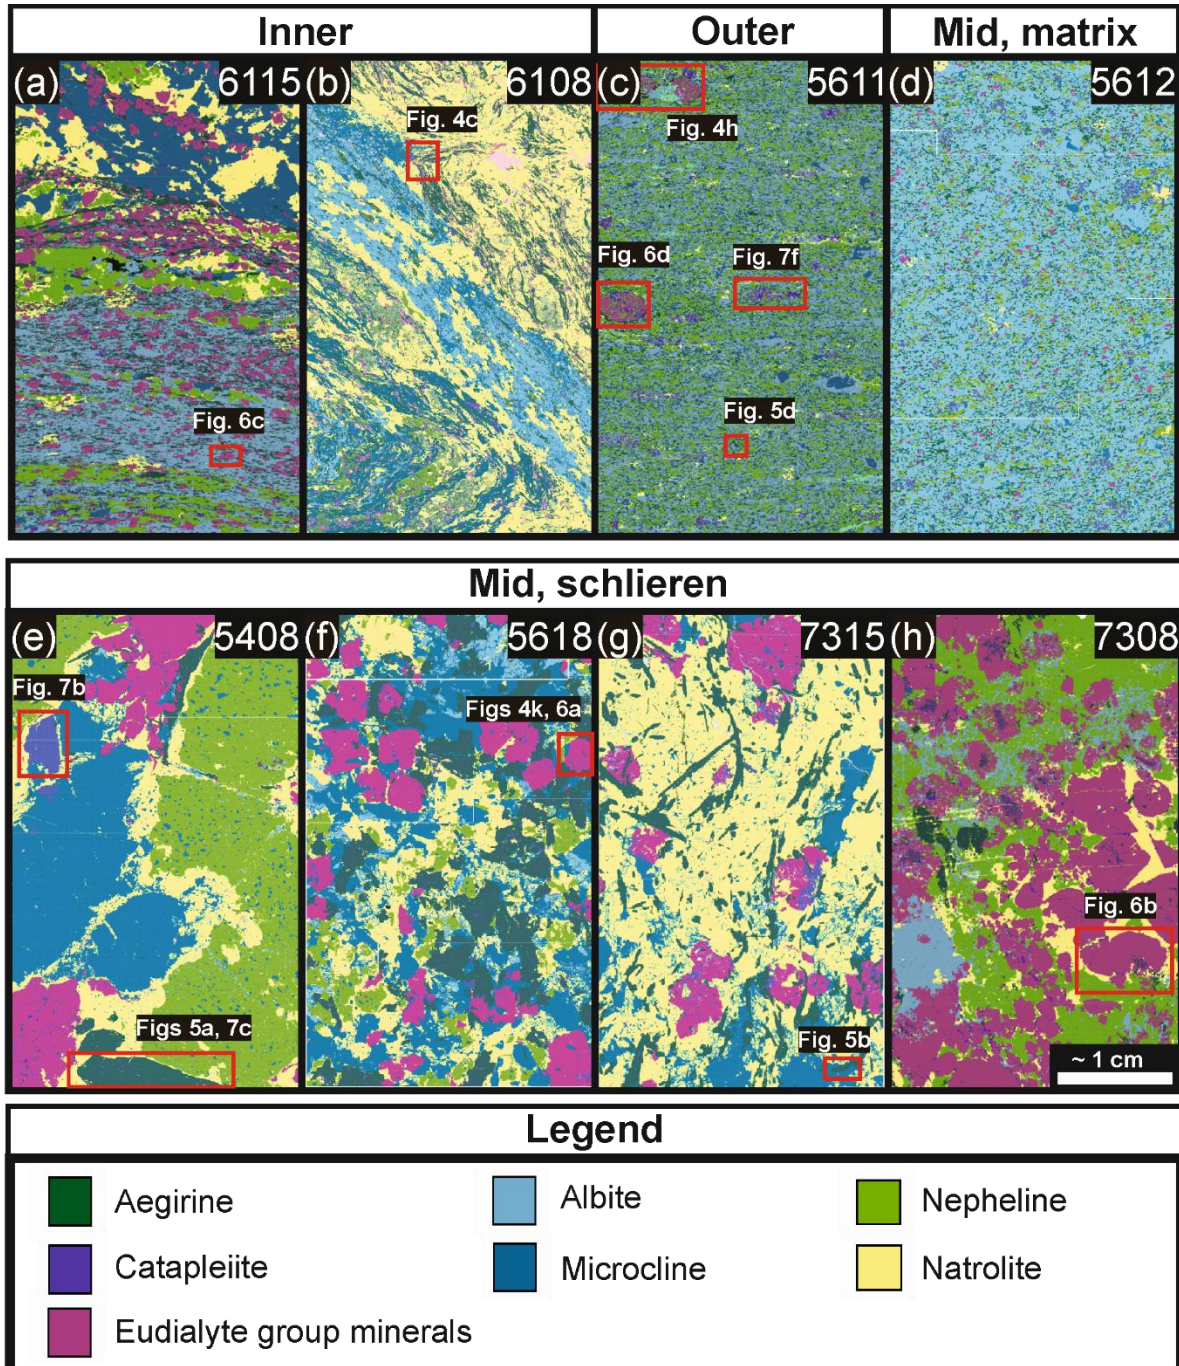 Inner
Outer
Mid, matrix
(a) 6115
(b) 6108
(c) 5611
(d) 5612
Fig. 4c
Fig. 4h
Fig. 6d
Fig. 7f
Fig. 6c
Fig. 5d
Mid, schlieren
(e) 5408
(f) 5618
(g) 7315
(h) 7308
Fig. 7b
Figs 4k, 6a
Fig. 6b
Figs 5a, 7c
Fig. 5b
~ 1 cm
Legend
Aegirine
Albite
Nepheline
Catapleiite
Microcline
Natrolite
Eudialyte group minerals